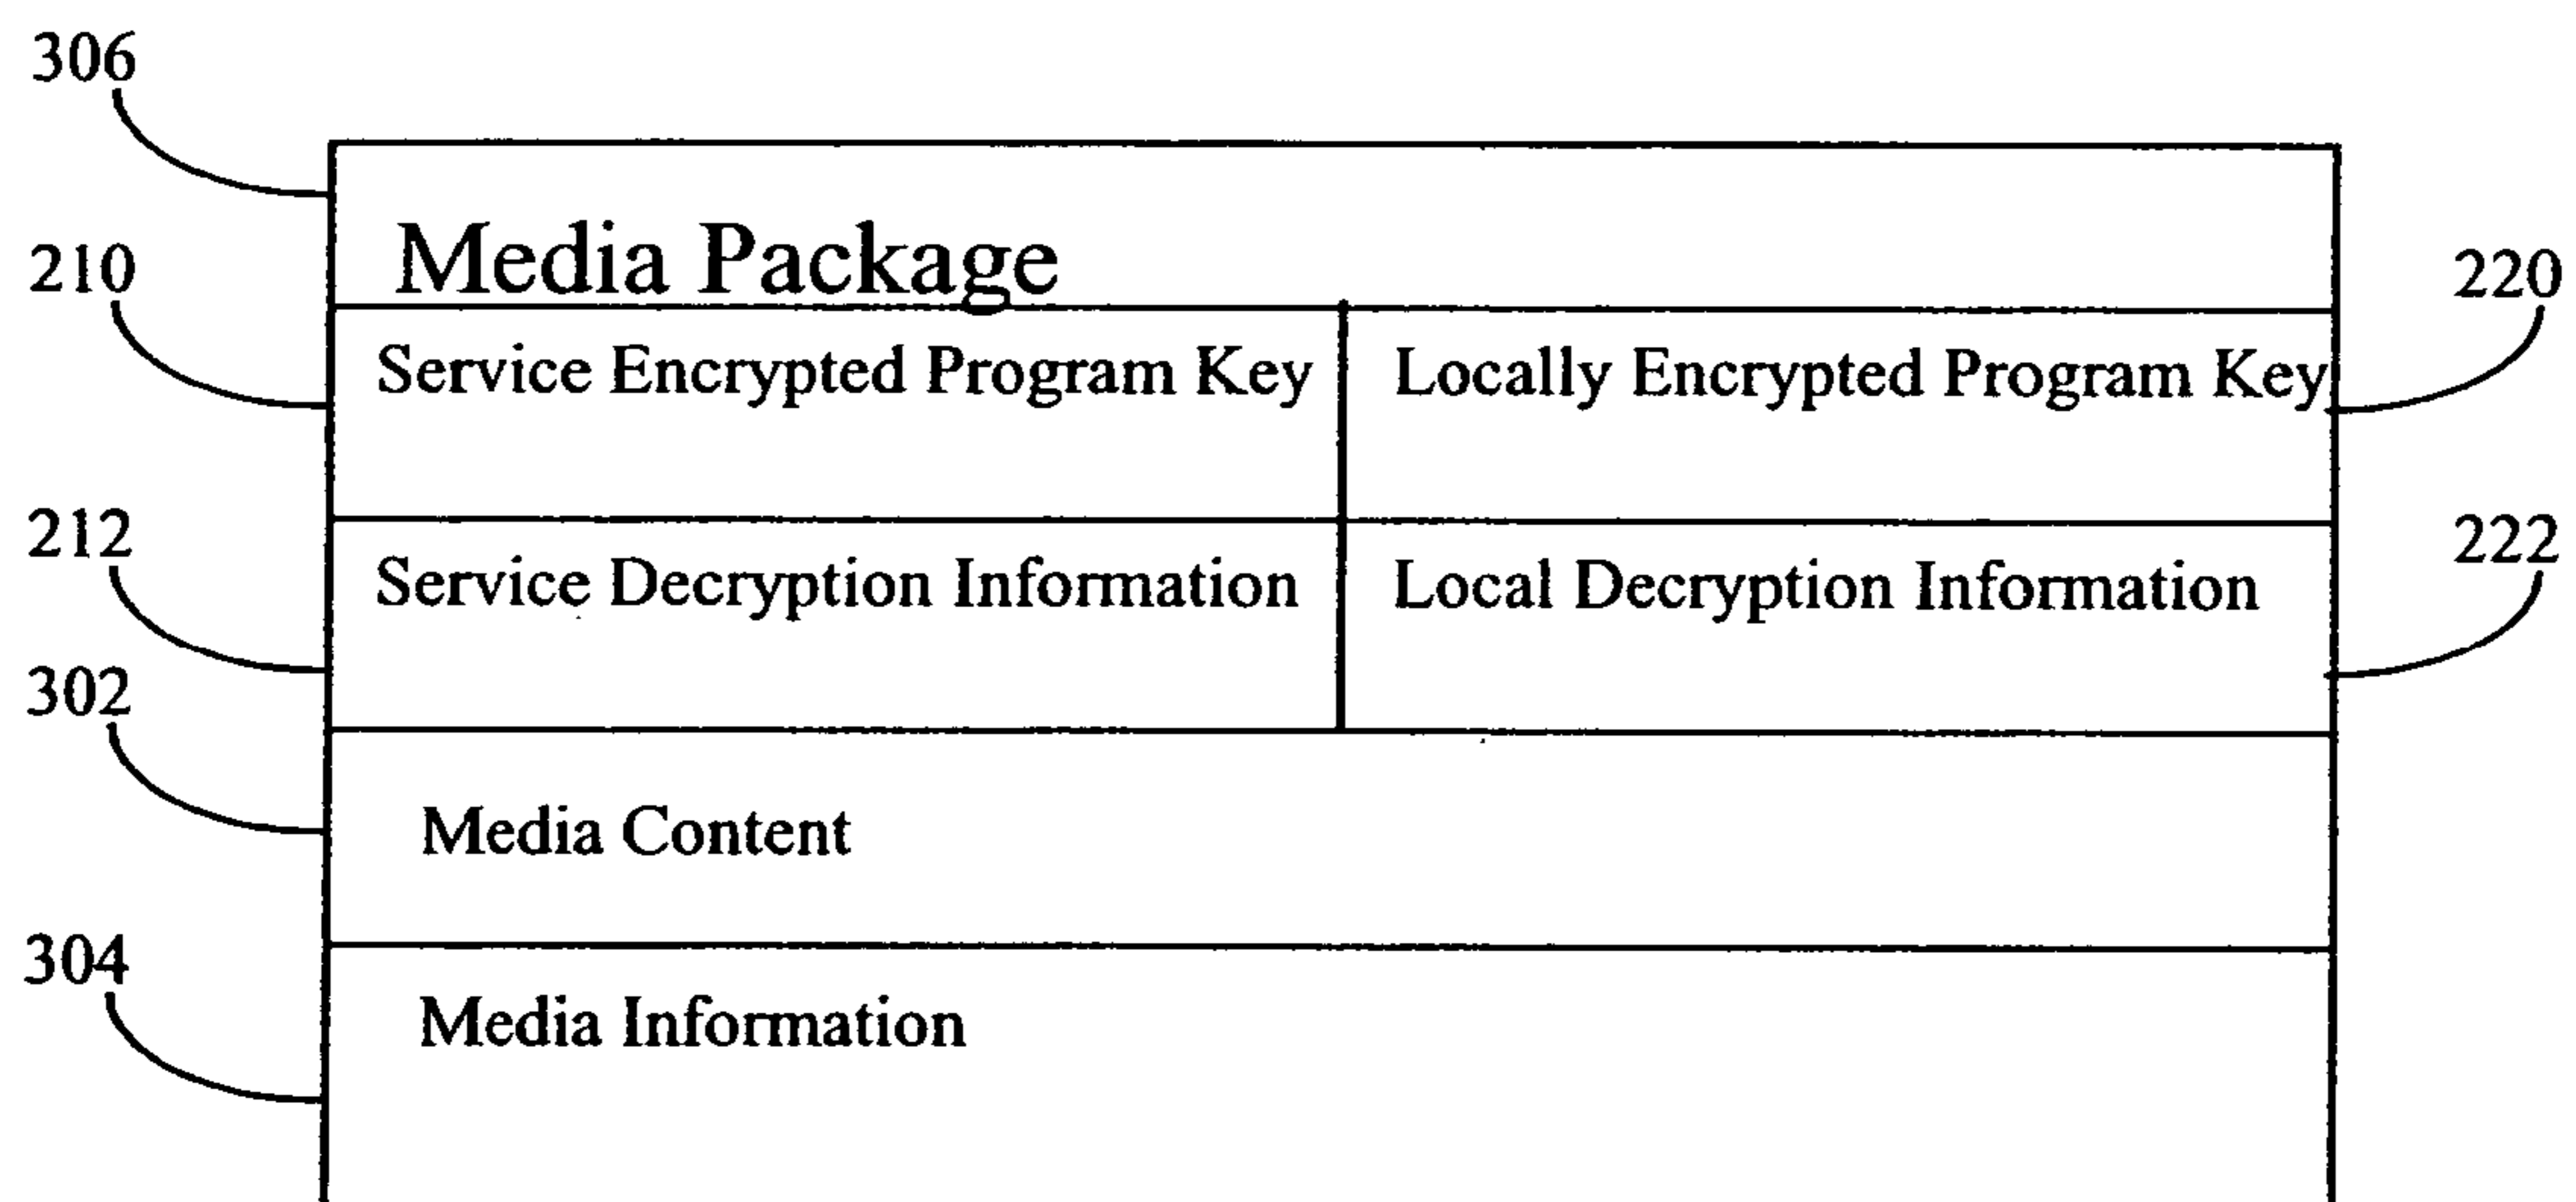 306
Media Package
210
220
Service Encrypted Program Key
Locally Encrypted Program Key
212
222
Service Decryption Information
Local Decryption Information
302
Media Content
304
Media Information